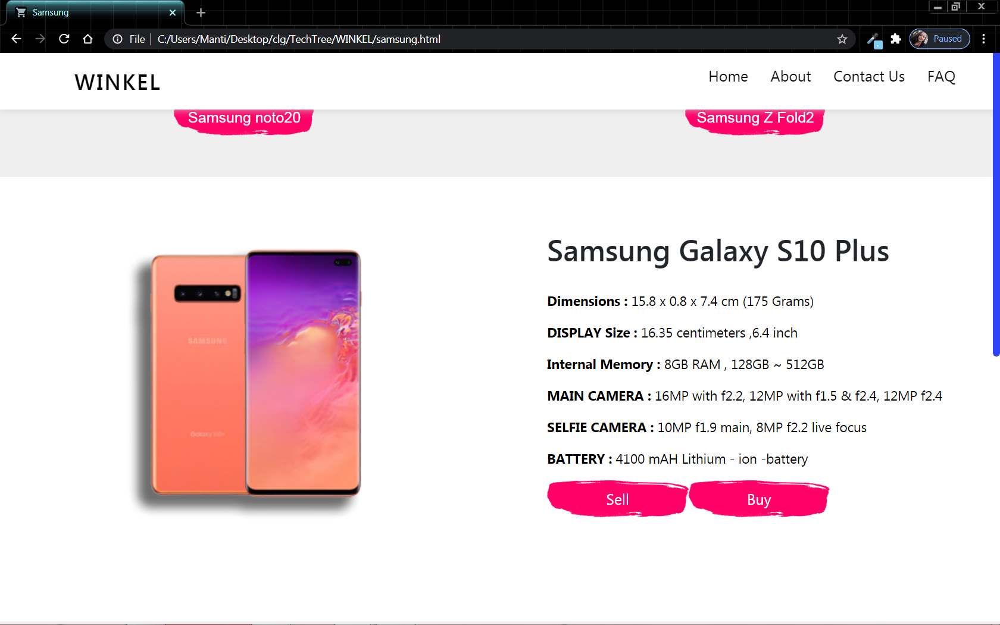 Samsung
File
C:/Users/Manti/Desktop/clg/TechTree/WINKEL/samsung.html
Paused
WINKEL
Home About Contact Us FAQ
Samsung noto20
Samsung Z Fold2
SAMSUNG
Galaxy S10+
Samsung Galaxy S10 Plus
Dimensions : 15.8 x 0.8 x 7.4 cm (175 Grams)
DISPLAY Size : 16.35 centimeters ,6.4 inch
Internal Memory : 8GB RAM , 128GB ~ 512GB
MAIN CAMERA : 16MP with f2.2, 12MP with f1.5 & f2.4, 12MP f2.4
SELFIE CAMERA : 10MP f1.9 main, 8MP f2.2 live focus
BATTERY : 4100 mAH Lithium - ion -battery
Sell
Buy